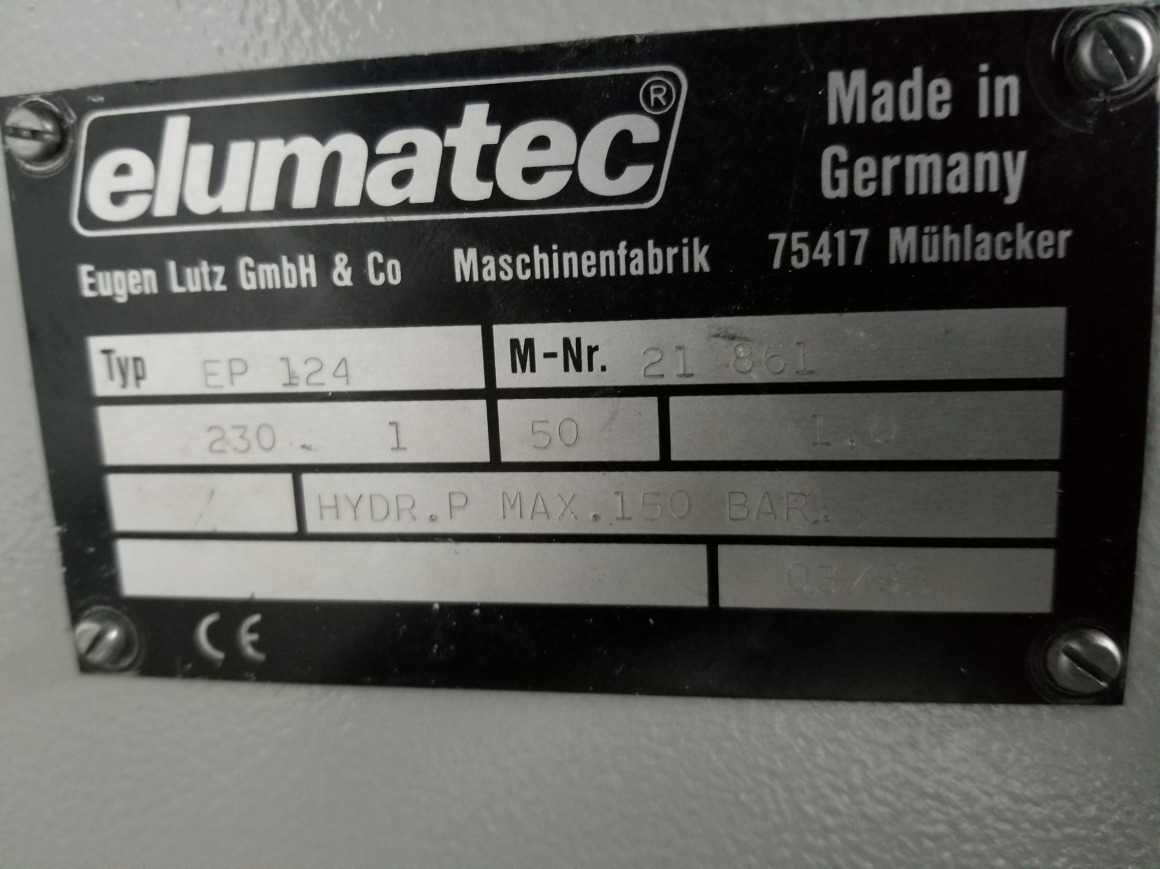 elumatec®
Made in
Germany
Eugen Lutz GmbH & Co Maschinenfabrik 75417 Mühlacker
Typ EP 124 M-Nr. 21 861
230 ~ 1 50 1.0
/ HYDR.P MAX.150 BAR.
CE